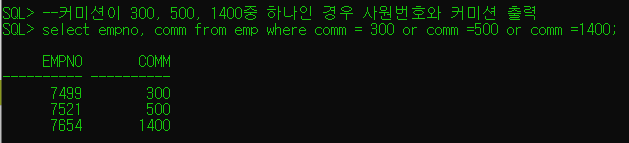 SQL> --커미션이 300, 500, 1400중 하나인 경우 사원번호와 커미션 출력
SQL> select empno, comm from emp where comm = 300 or comm =500 or comm =1400;
EMPNO COMM
---------- ----------
7499 300
7521 500
7654 1400